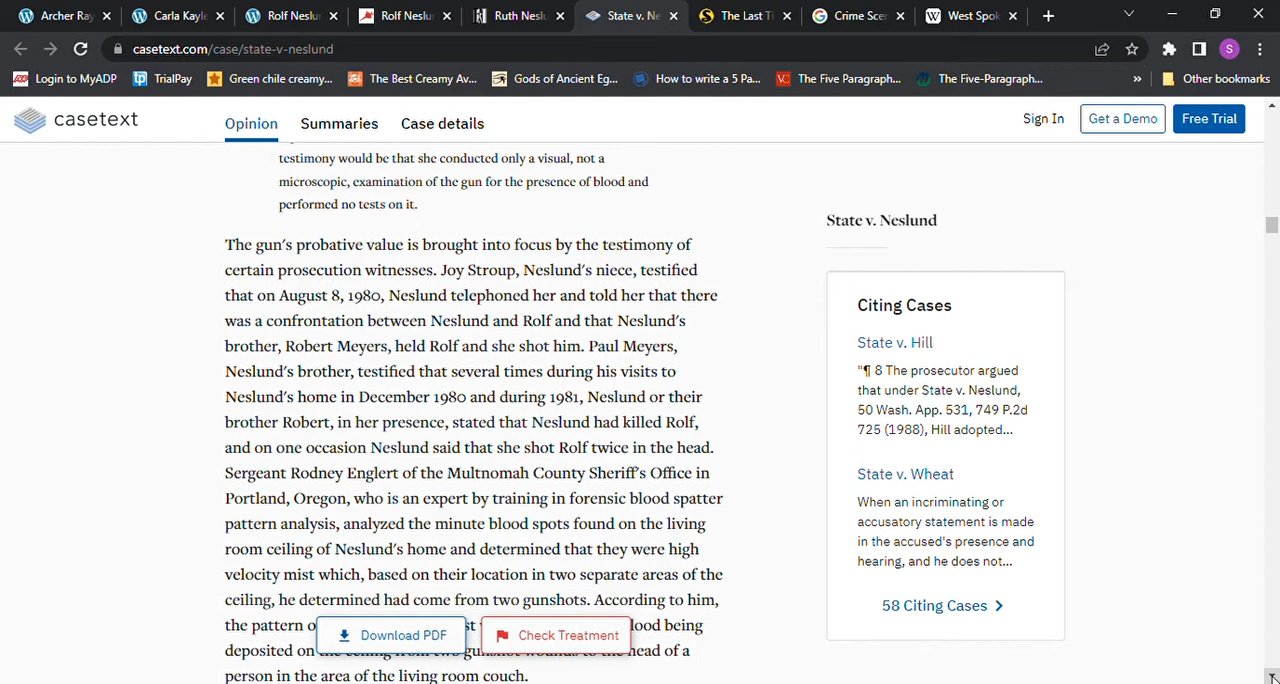 Archer Ray
Carla Kayle
Rolf Neslun
Rolf Neslun
Ruth Neslu
State v. Ne
The Last Ti
Crime Scen
West Spok
casetext.com/case/state-v-neslund
S
Login to MyADP
TrialPay
Green chile creamy...
The Best Creamy Av...
Gods of Ancient Eg...
How to write a 5 Pa...
The Five Paragraph...
The Five-Paragraph...
»
Other bookmarks
casetext
Opinion
Summaries
Case details
Sign In
Get a Demo
Free Trial
testimony would be that she conducted only a visual, not a
microscopic, examination of the gun for the presence of blood and
performed no tests on it.
The gun's probative value is brought into focus by the testimony of
certain prosecution witnesses. Joy Stroup, Neslund's niece, testified
that on August 8, 1980, Neslund telephoned her and told her that there
was a confrontation between Neslund and Rolf and that Neslund's
brother, Robert Meyers, held Rolf and she shot him. Paul Meyers,
Neslund's brother, testified that several times during his visits to
Neslund's home in December 1980 and during 1981, Neslund or their
brother Robert, in her presence, stated that Neslund had killed Rolf,
and on one occasion Neslund said that she shot Rolf twice in the head.
Sergeant Rodney Englert of the Multnomah County Sheriff's Office in
Portland, Oregon, who is an expert by training in forensic blood spatter
pattern analysis, analyzed the minute blood spots found on the living
room ceiling of Neslund's home and determined that they were high
velocity mist which, based on their location in two separate areas of the
ceiling, he determined had come from two gunshots. According to him,
the pattern o
st
lood being
deposited on
head of a
person in the area of the living room couch.
Download PDF
Check Treatment
State v. Neslund
Citing Cases
State v. Hill
"¶ 8 The prosecutor argued
that under State v. Neslund,
50 Wash. App. 531, 749 P.2d
725 (1988), Hill adopted...
State v. Wheat
When an incriminating or
accusatory statement is made
in the accused's presence and
hearing, and he does not...
58 Citing Cases